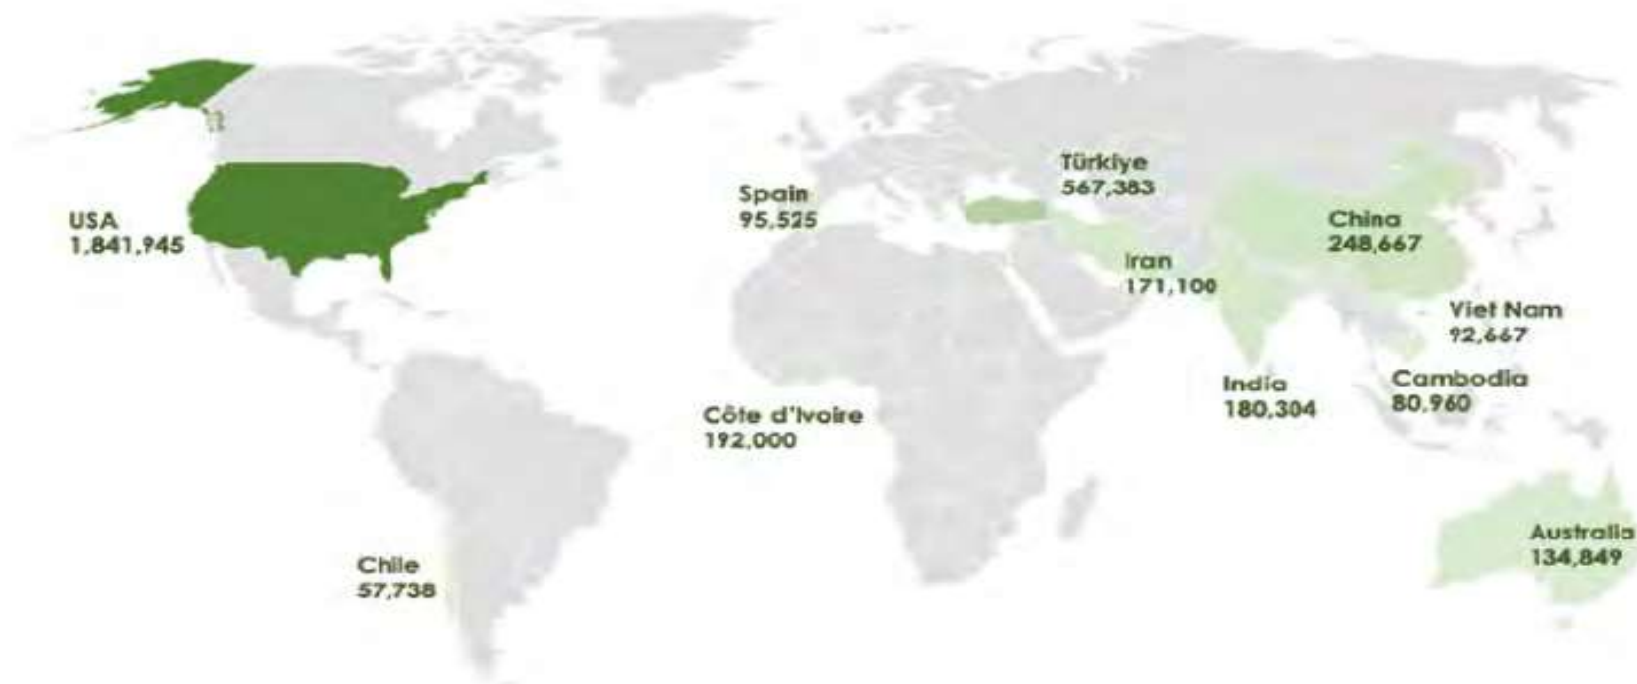 USA
1,841,945
Spain
95,525
Türkiye
567,383
China
248,667
Iran
171,100
Viet Nam
92,667
India
180,304
Cambodia
80,960
Côte d'Ivoire
192,000
Australia
134,849
Chile
57,738